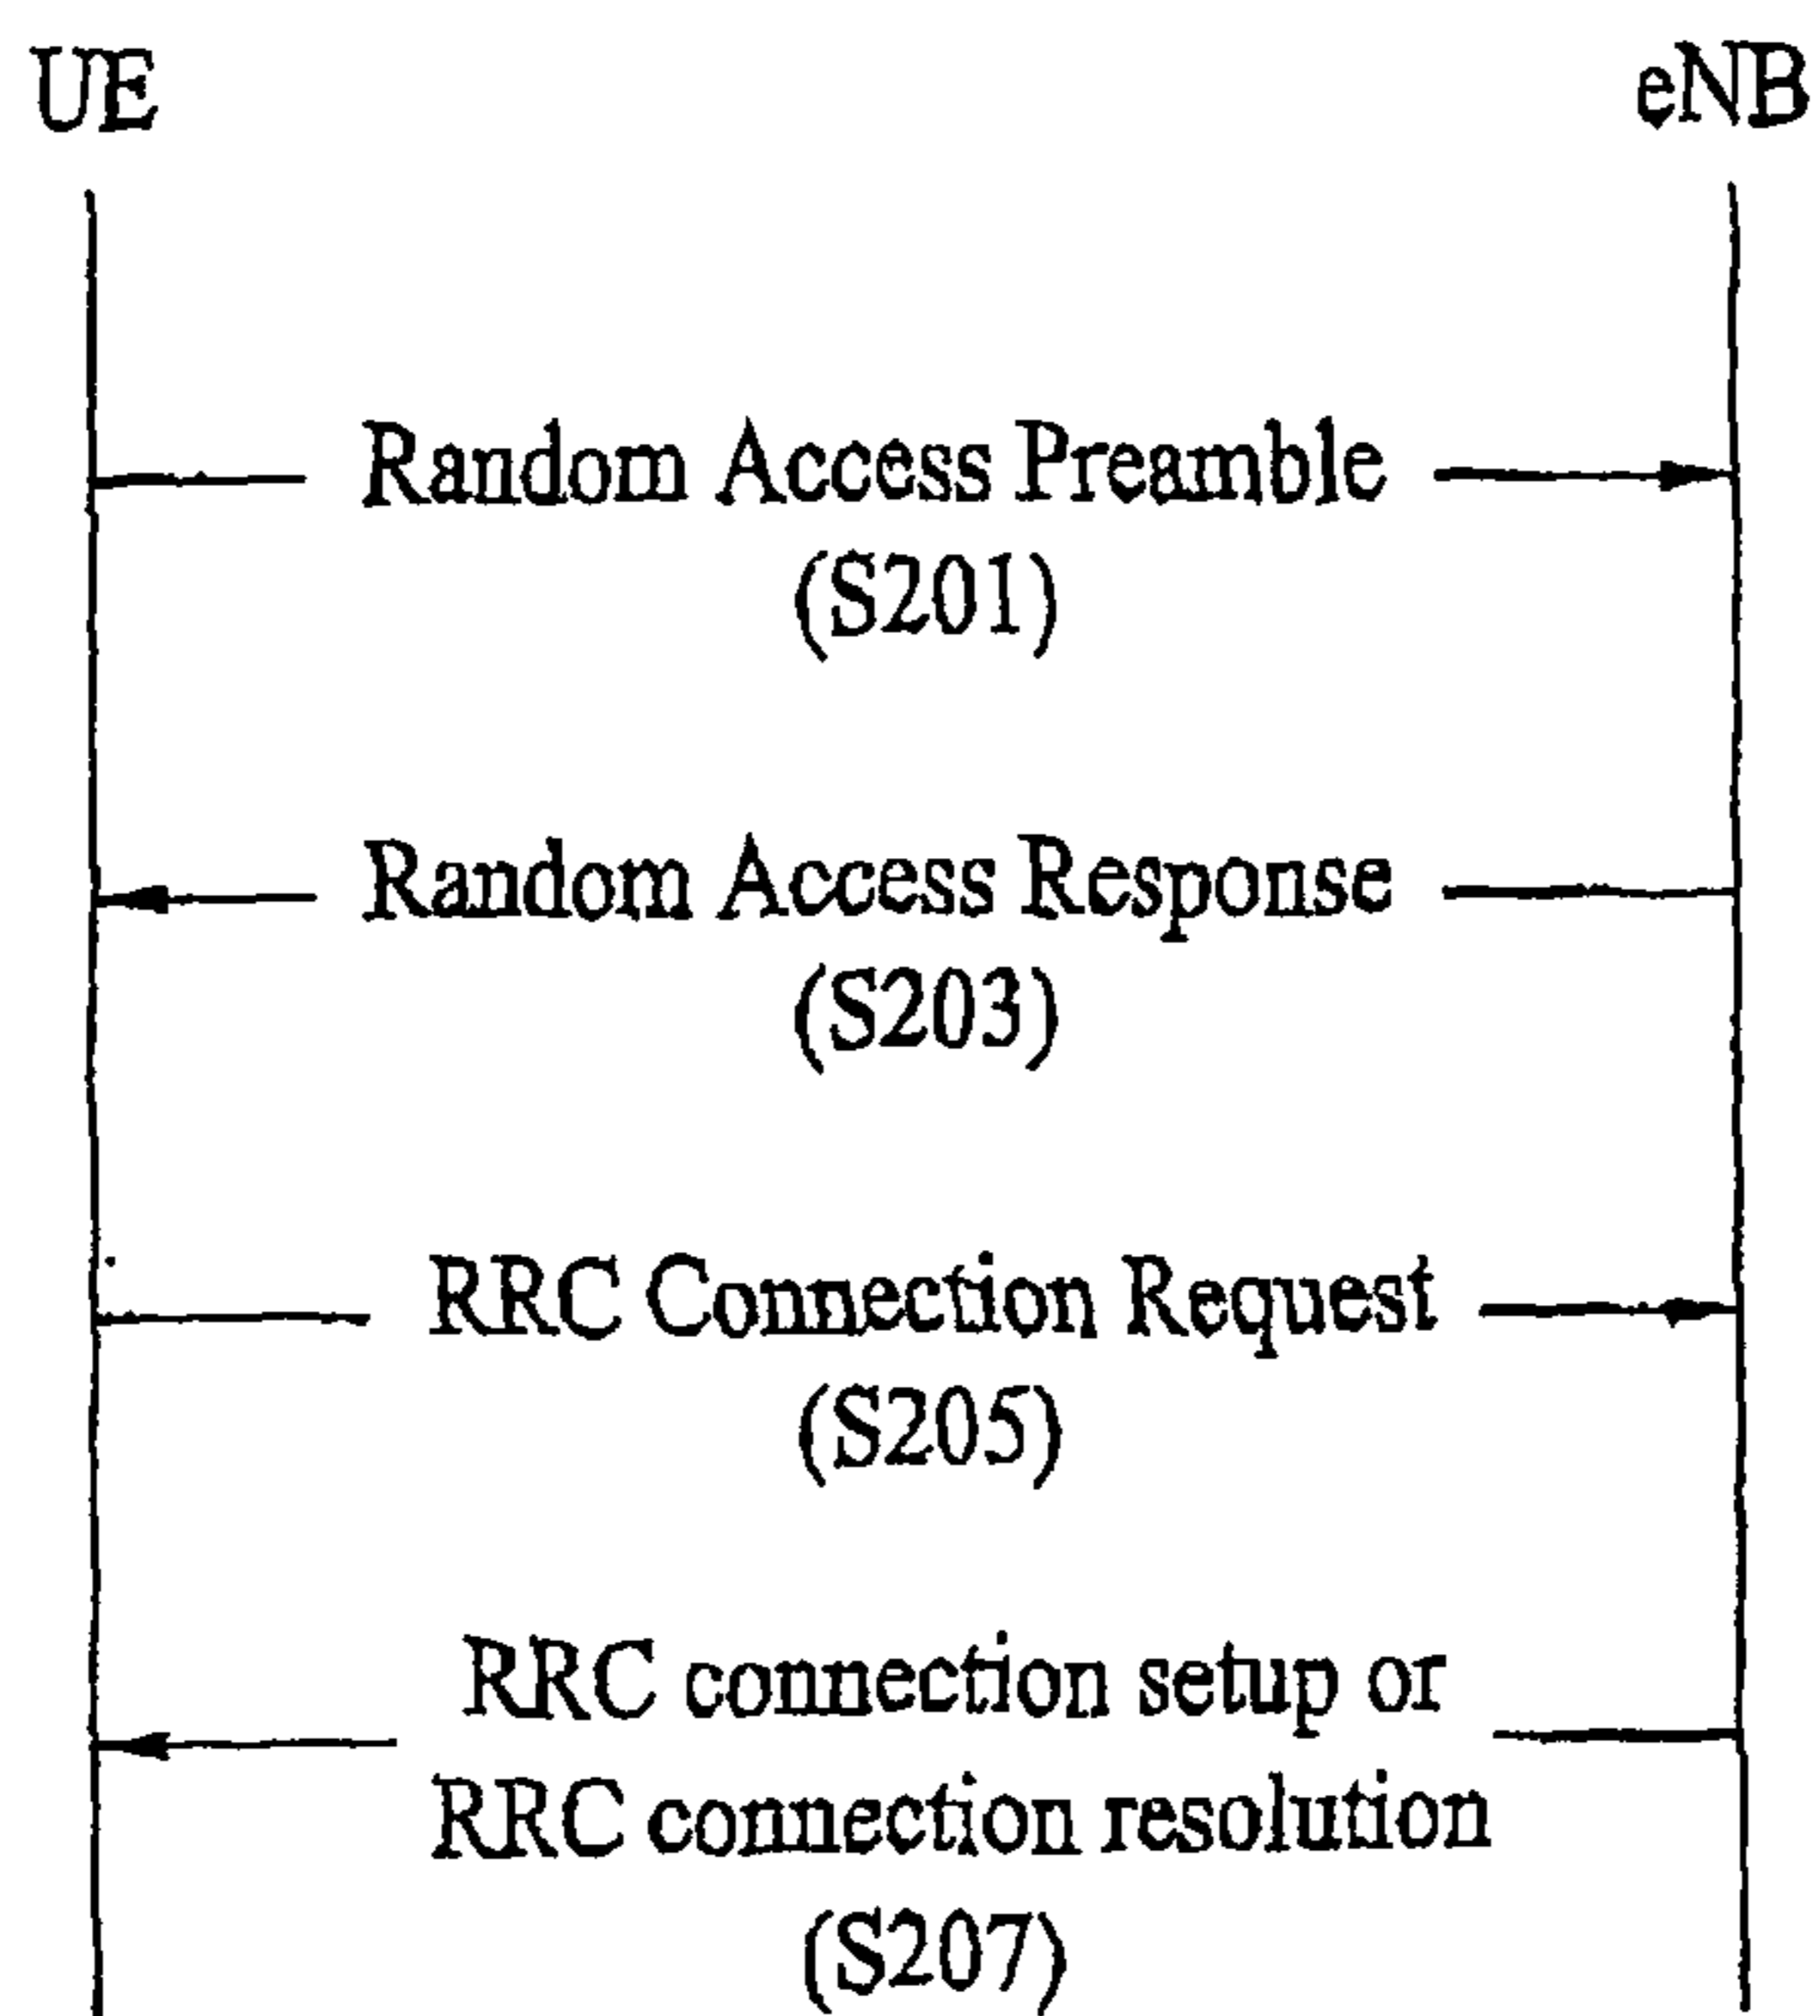 UE eNB
Random Access Preamble
(S201)
Random Access Response
(S203)
RRC Connection Request
(S205)
RRC connection setup or
RRC connection resolution
(S207)